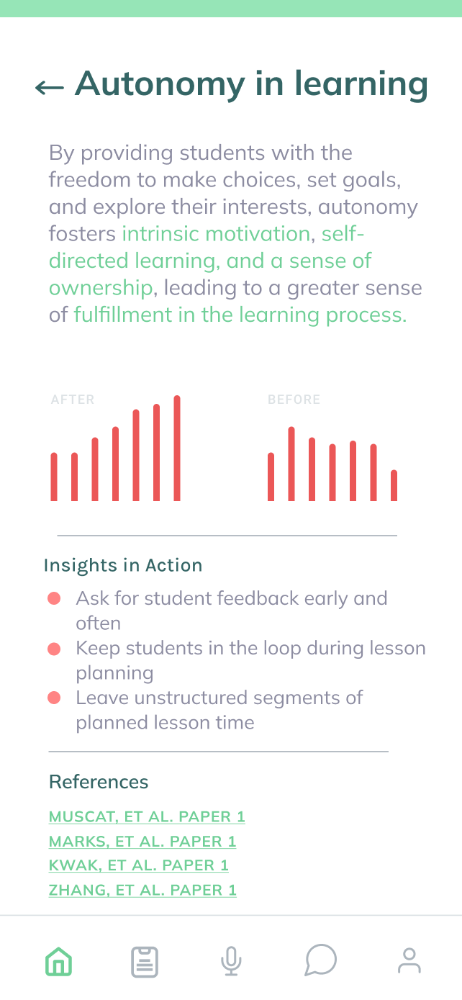 ← Autonomy in learning
By providing students with the
freedom to make choices, set goals,
and explore their interests, autonomy
fosters intrinsic motivation, self-
directed learning, and a sense of
ownership, leading to a greater sense
of fulfillment in the learning process.
AFTER
BEFORE
Insights in Action
Ask for student feedback early and
often
Keep students in the loop during lesson
planning
Leave unstructured segments of
planned lesson time
References
MUSCAT, ET AL. PAPER 1
MARKS, ET AL. PAPER 1
KWAK, ET AL. PAPER 1
ZHANG, ET AL. PAPER 1